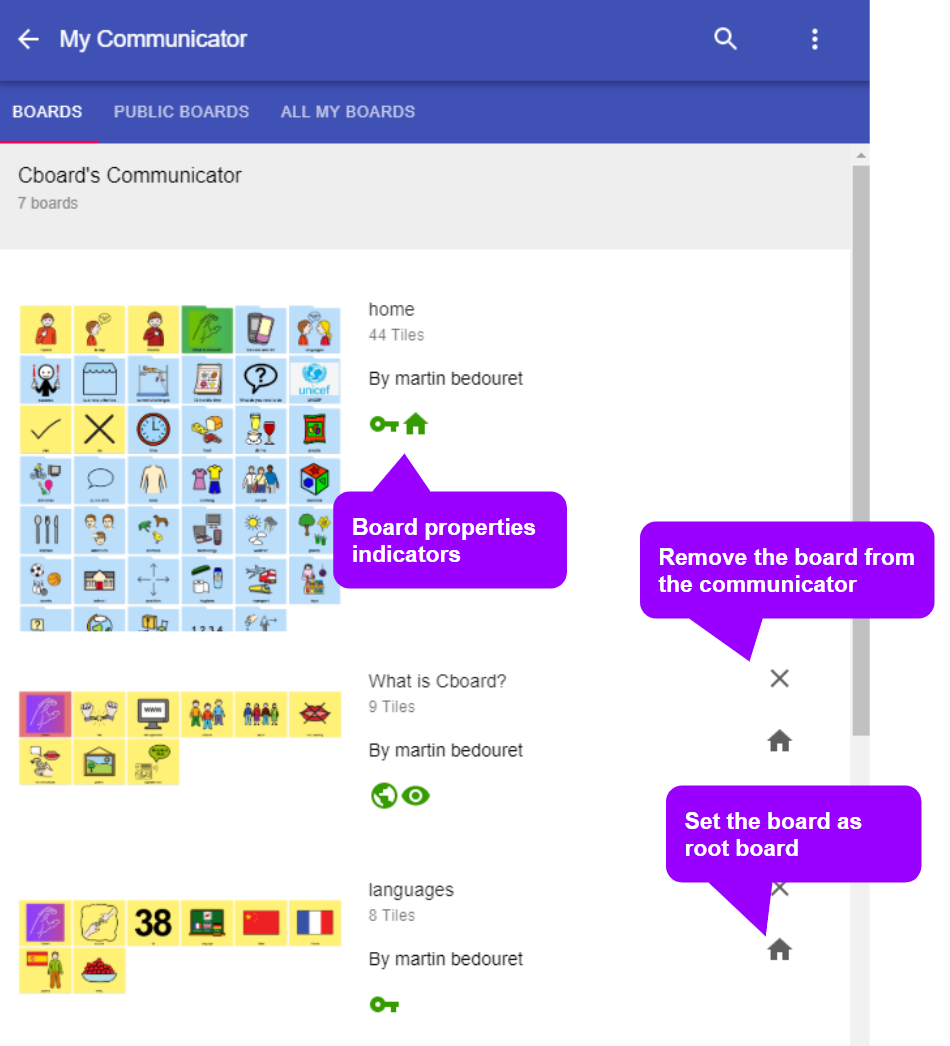 My Communicator
BOARDS PUBLIC BOARDS ALL MY BOARDS
Cboard's Communicator
7 boards
home
44 Tiles
By martin bedouret
unicef
Board properties
indicators
Remove the board from
the communicator
What is Cboard?
9 Tiles
WWW
By martin bedouret
Set the board as
root board
languages
8 Tiles
38
By martin bedouret